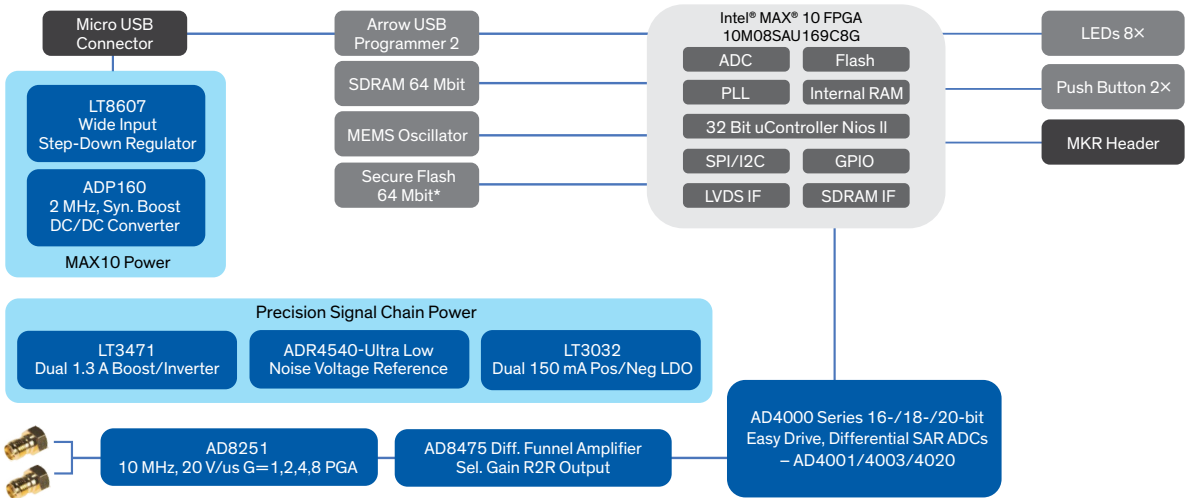 Micro USB
Connector
Arrow USB
Programmer 2
Intel® MAX® 10 FPGA
10M08SAU169C8G
LEDs 8×
ADC
Flash
SDRAM 64 Mbit
PLL
Internal RAM
Push Button 2×
LT8607
Wide Input
Step-Down Regulator
MEMS Oscillator
32 Bit uController Nios II
MKR Header
SPI/I2C
GPIO
Secure Flash
64 Mbit*
LVDS IF
SDRAM IF
ADP160
2 MHz, Syn. Boost
DC/DC Converter
MAX10 Power
Precision Signal Chain Power
LT3471
Dual 1.3 A Boost/Inverter
ADR4540-Ultra Low
Noise Voltage Reference
LT3032
Dual 150 mA Pos/Neg LDO
AD8251
10 MHz, 20 V/us G=1,2,4,8 PGA
AD8475 Diff. Funnel Amplifier
Sel. Gain R2R Output
AD4000 Series 16-/18-/20-bit
Easy Drive, Differential SAR ADCs
– AD4001/4003/4020